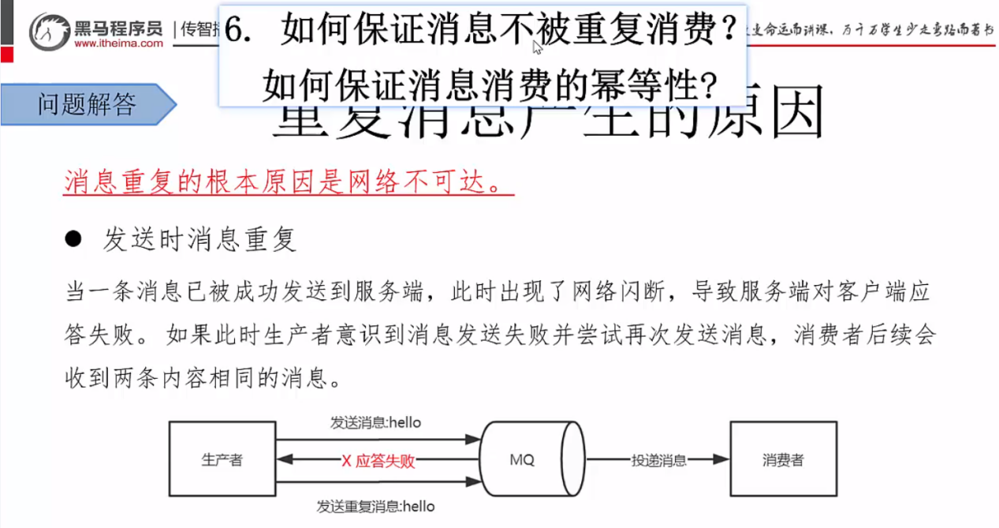 黑马程序员
www.itheima.com
传智播
6. 如何保证消息不被重复消费？
如何保证消息消费的幂等性?
业命运而讲课，为千万学生少走弯路而著书
问题解答
重复消息产生的原因
消息重复的根本原因是网络不可达。
● 发送时消息重复
当一条消息已被成功发送到服务端，此时出现了网络闪断，导致服务端对客户端应
答失败。 如果此时生产者意识到消息发送失败并尝试再次发送消息，消费者后续会
收到两条内容相同的消息。
发送消息:hello
生产者
X 应答失败
MQ
投递消息
消费者
发送重复消息:hello